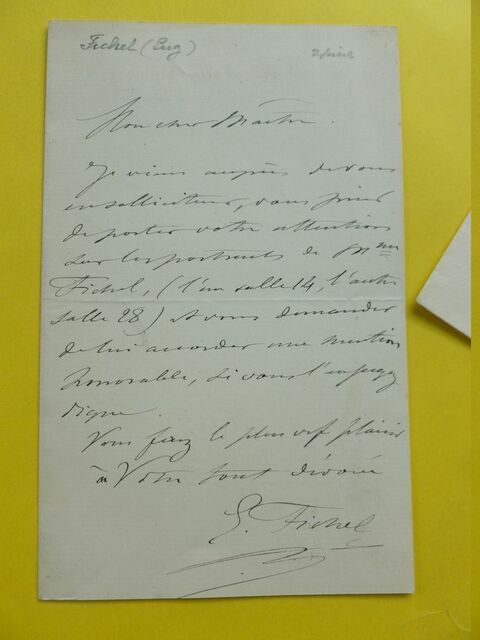 Fichel (Eug)
Mon cher Maître.
Je viens auprès de vous
en solliciteur, vous prier
de porter votre attention
sur les portraits de Mme
Fichel, (l'un salle 14, l'autre
salle 28) et vous demander
de lui accorder une mention
honorable, si vous l'en jugez
digne.
Vous ferez le plus vif plaisir
à Votre tout dévoué
E. Fichel